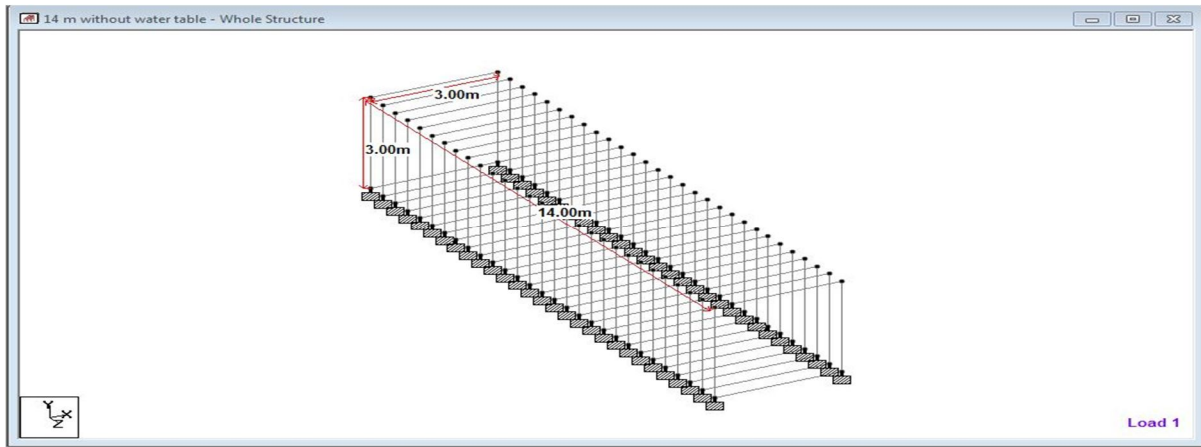 14 m without water table - Whole Structure
3.00m
3.00m
14.00m
Y
X
Z
Load 1